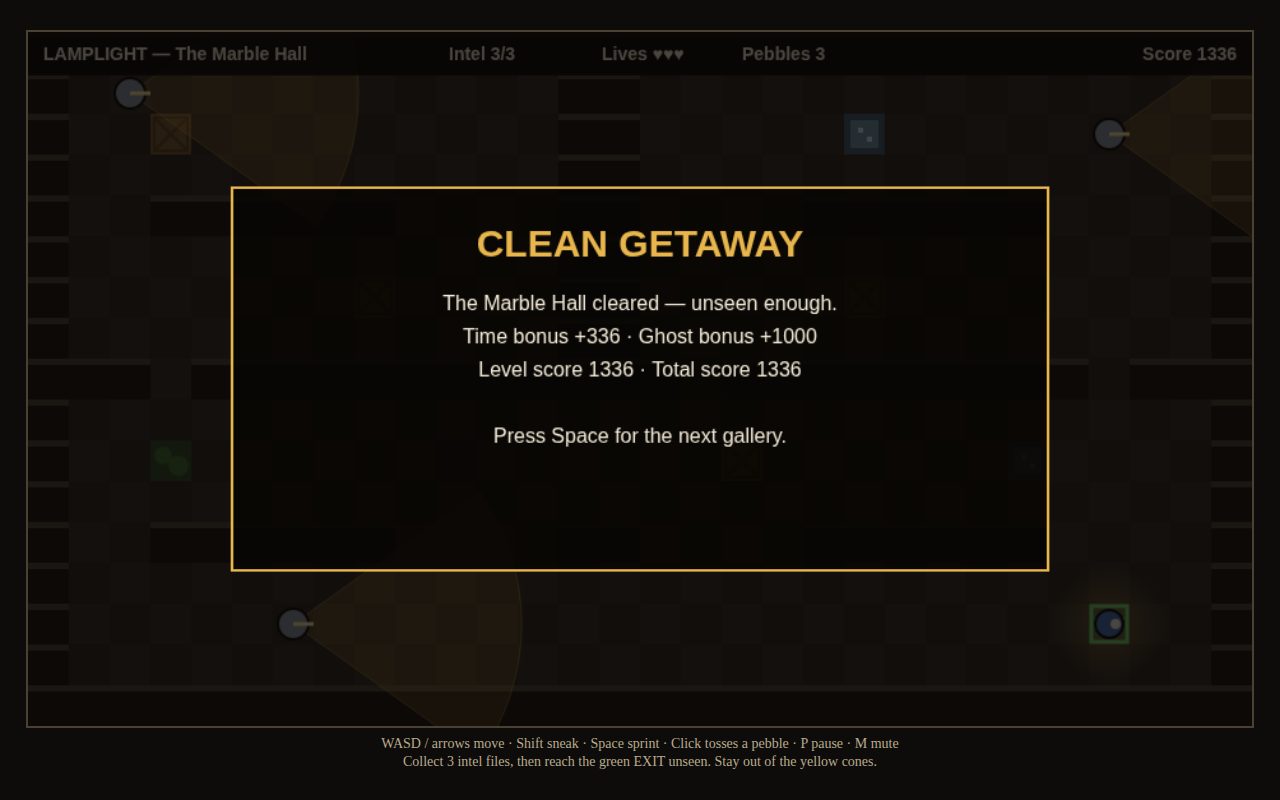 LAMPLIGHT — The Marble Hall Intel 3/3 Lives ♥♥♥ Pebbles 3 Score 1336
CLEAN GETAWAY
The Marble Hall cleared — unseen enough.
Time bonus +336 · Ghost bonus +1000
Level score 1336 · Total score 1336
Press Space for the next gallery.
WASD / arrows move · Shift sneak · Space sprint · Click tosses a pebble · P pause · M mute
Collect 3 intel files, then reach the green EXIT unseen. Stay out of the yellow cones.